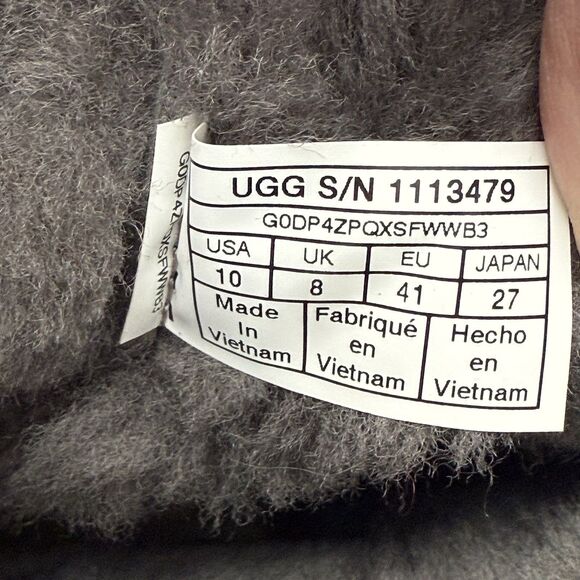 UGG S/N 1113479
G0DP4ZPQXSFWWB3
USA UK EU JAPAN
10 8 41 27
Made In Vietnam
Fabriqué en Vietnam
Hecho en Vietnam
G0DP4ZPQXSFWWB3